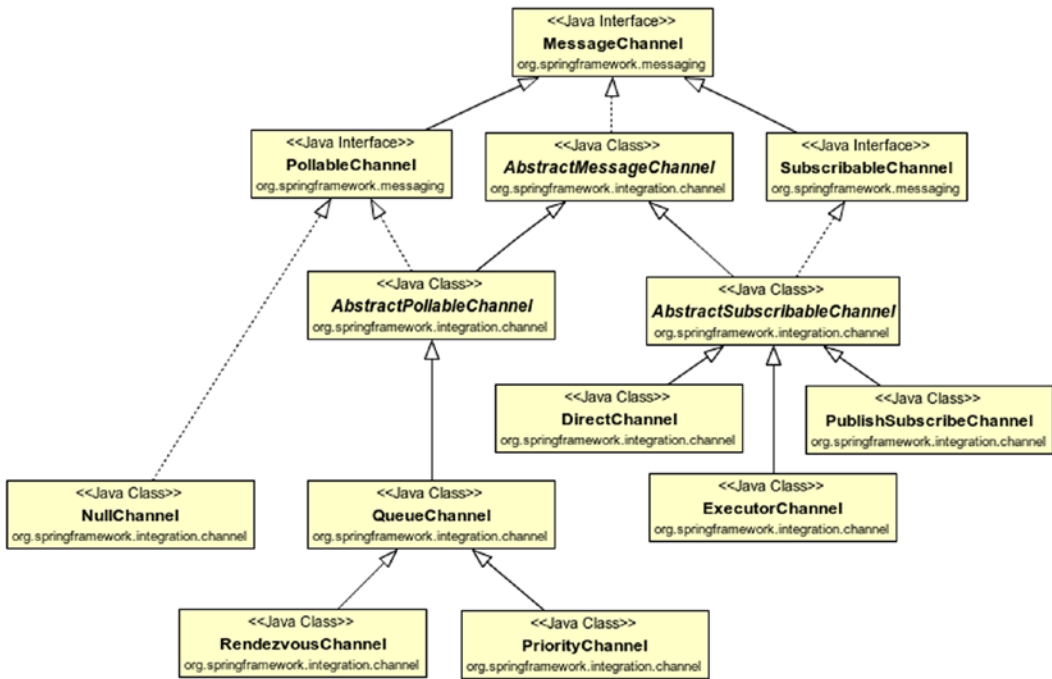 <<Java Interface>>
MessageChannel
org.springframework.messaging
<<Java Interface>>
PollableChannel
org.springframework.messaging
<<Java Class>>
AbstractMessageChannel
org.springframework.integration.channel
<<Java Interface>>
SubscribableChannel
org.springframework.messaging
<<Java Class>>
AbstractPollableChannel
org.springframework.integration.channel
<<Java Class>>
AbstractSubscribableChannel
org.springframework.integration.channel
<<Java Class>>
DirectChannel
org.springframework.integration.channel
<<Java Class>>
PublishSubscribeChannel
org.springframework.integration.channel
<<Java Class>>
NullChannel
org.springframework.integration.channel
<<Java Class>>
QueueChannel
org.springframework.integration.channel
<<Java Class>>
ExecutorChannel
org.springframework.integration.channel
<<Java Class>>
RendezvousChannel
org.springframework.integration.channel
<<Java Class>>
PriorityChannel
org.springframework.integration.channel